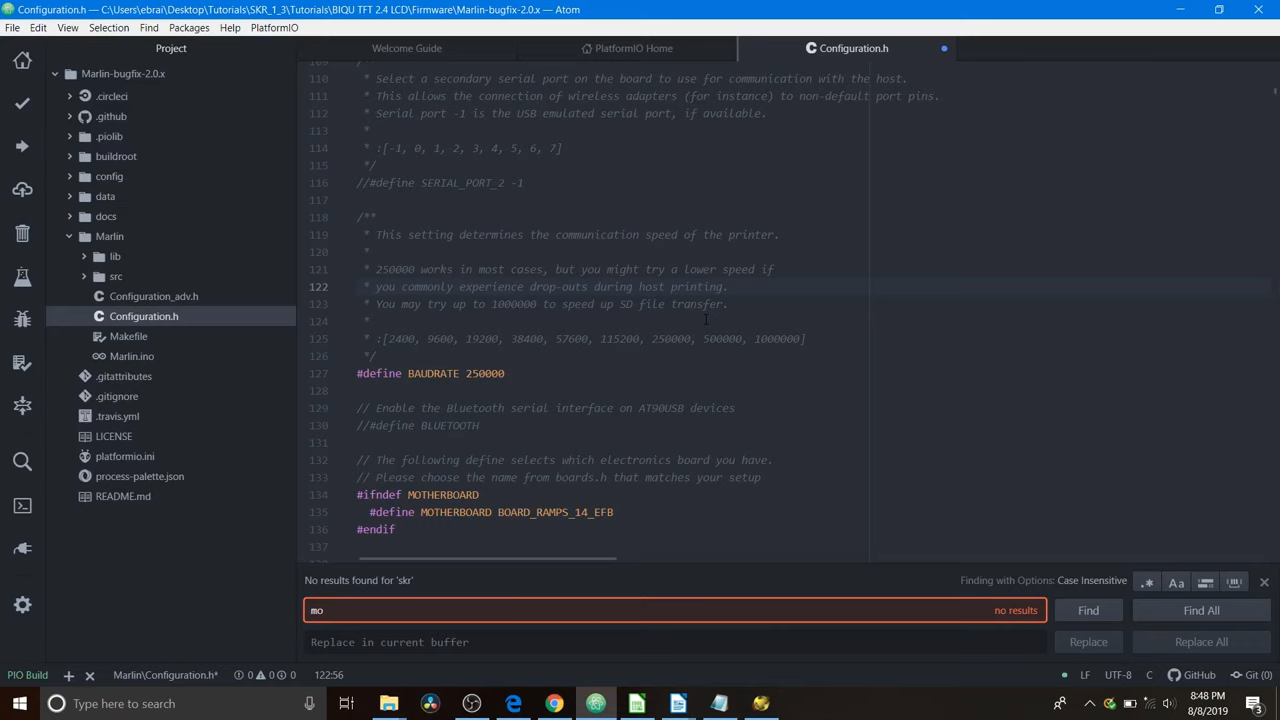 Configuration.h — C:\Users\ebrai\Desktop\Tutorials\SKR_1_3\Tutorials\BIQU TFT 2.4 LCD\Firmware\Marlin-bugfix-2.0.x — Atom
File Edit View Selection Find Packages Help PlatformIO
Project
Welcome Guide
PlatformIO Home
Configuration.h
Marlin-bugfix-2.0.x
.circleci
.github
.piolib
buildroot
config
data
docs
Marlin
lib
src
Configuration_adv.h
Configuration.h
Makefile
Marlin.ino
.gitattributes
.gitignore
.travis.yml
LICENSE
platformio.ini
process-palette.json
README.md
109 /**
110 * Select a secondary serial port on the board to use for communication with the host.
111 * This allows the connection of wireless adapters (for instance) to non-default port pins.
112 * Serial port -1 is the USB emulated serial port, if available.
113 *
114 * :[-1, 0, 1, 2, 3, 4, 5, 6, 7]
115 */
116 //#define SERIAL_PORT_2 -1
117
118 /**
119 * This setting determines the communication speed of the printer.
120 *
121 * 250000 works in most cases, but you might try a lower speed if
122 * you commonly experience drop-outs during host printing.
123 * You may try up to 1000000 to speed up SD file transfer.
124 *
125 * :[2400, 9600, 19200, 38400, 57600, 115200, 250000, 500000, 1000000]
126 */
127 #define BAUDRATE 250000
128
129 // Enable the Bluetooth serial interface on AT90USB devices
130 //#define BLUETOOTH
131
132 // The following define selects which electronics board you have.
133 // Please choose the name from boards.h that matches your setup
134 #ifndef MOTHERBOARD
135 #define MOTHERBOARD BOARD_RAMPS_14_EFB
136 #endif
137
No results found for 'skr'
Finding with Options: Case Insensitive
.* Aa
mo
no results
Find
Find All
Replace in current buffer
Replace
Replace All
PIO Build + Marlin\Configuration.h* 0 0 0 122:56
LF UTF-8 C GitHub Git (0)
Type here to search
8:48 PM
8/8/2019
3